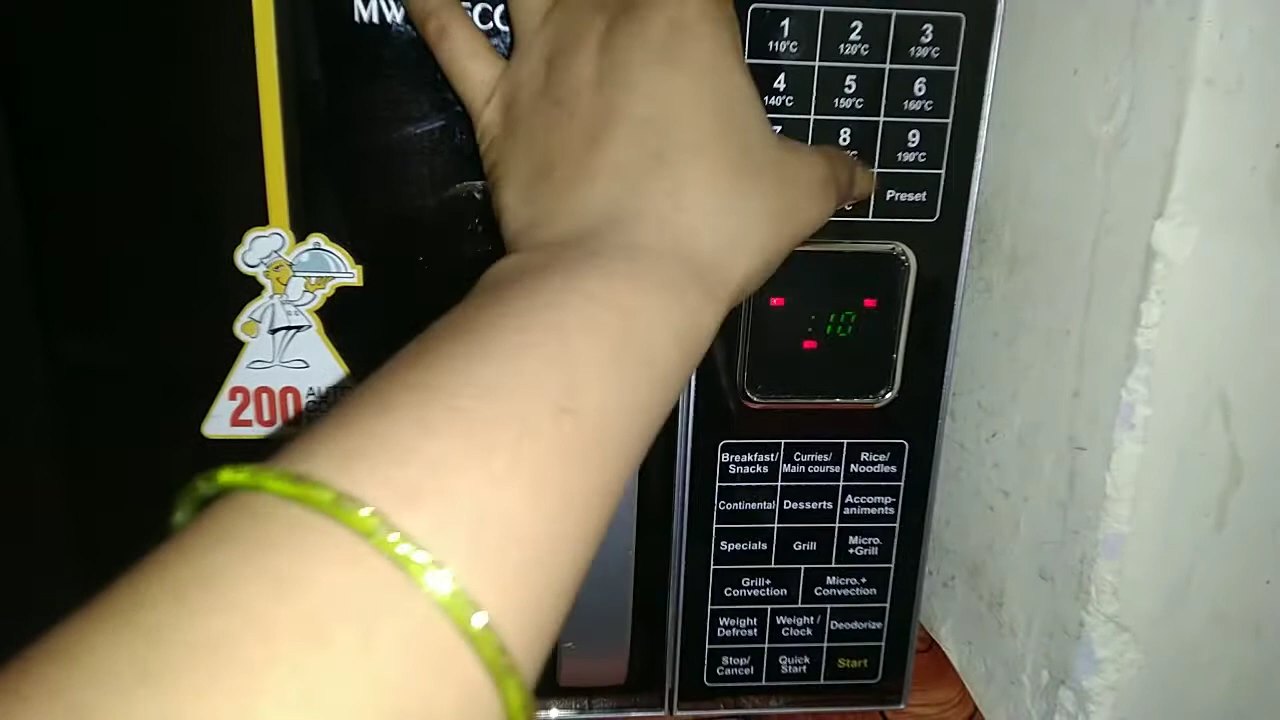 1
110°C
2
120°C
3
130°C
4
140°C
5
150°C
6
160°C
7
8
9
190°C
Preset
:10
200
Breakfast/
Snacks
Curries/
Main course
Rice/
Noodles
Continental
Desserts
Accomp-
animents
Specials
Grill
Micro.
+Grill
Grill+
Convection
Micro.+
Convection
Weight
Defrost
Weight /
Clock
Deodorize
Stop/
Cancel
Quick
Start
Start